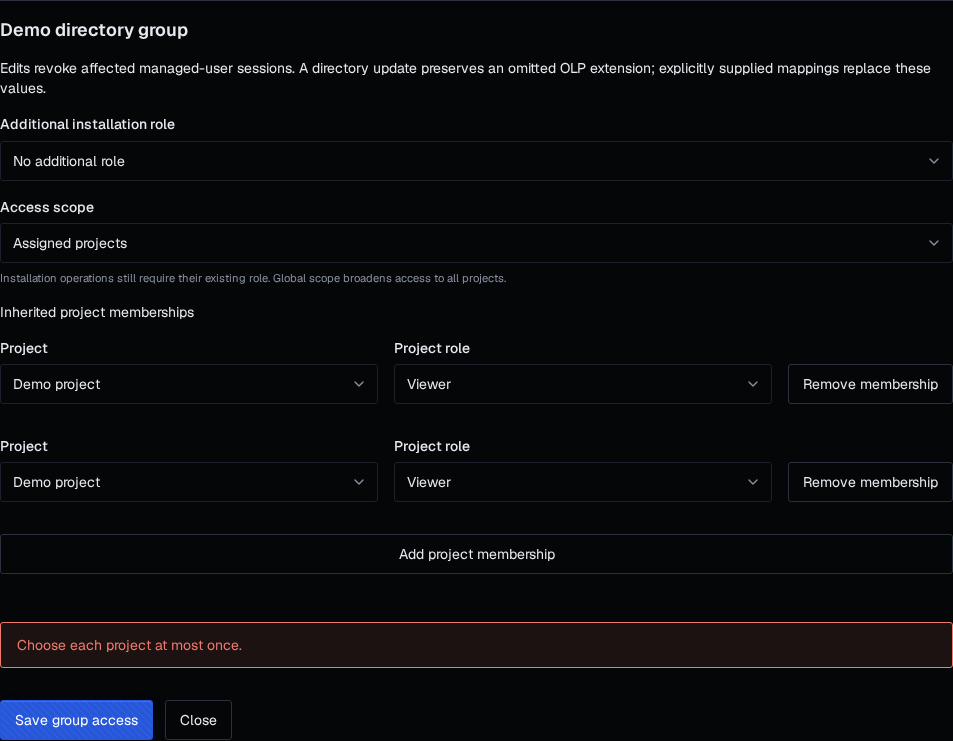 Demo directory group
Edits revoke affected managed-user sessions. A directory update preserves an omitted OLP extension; explicitly supplied mappings replace these
values.
Additional installation role
No additional role
Access scope
Assigned projects
Installation operations still require their existing role. Global scope broadens access to all projects.
Inherited project memberships
Project Project role
Demo project Viewer Remove membership
Project Project role
Demo project Viewer Remove membership
Add project membership
Choose each project at most once.
Save group access Close